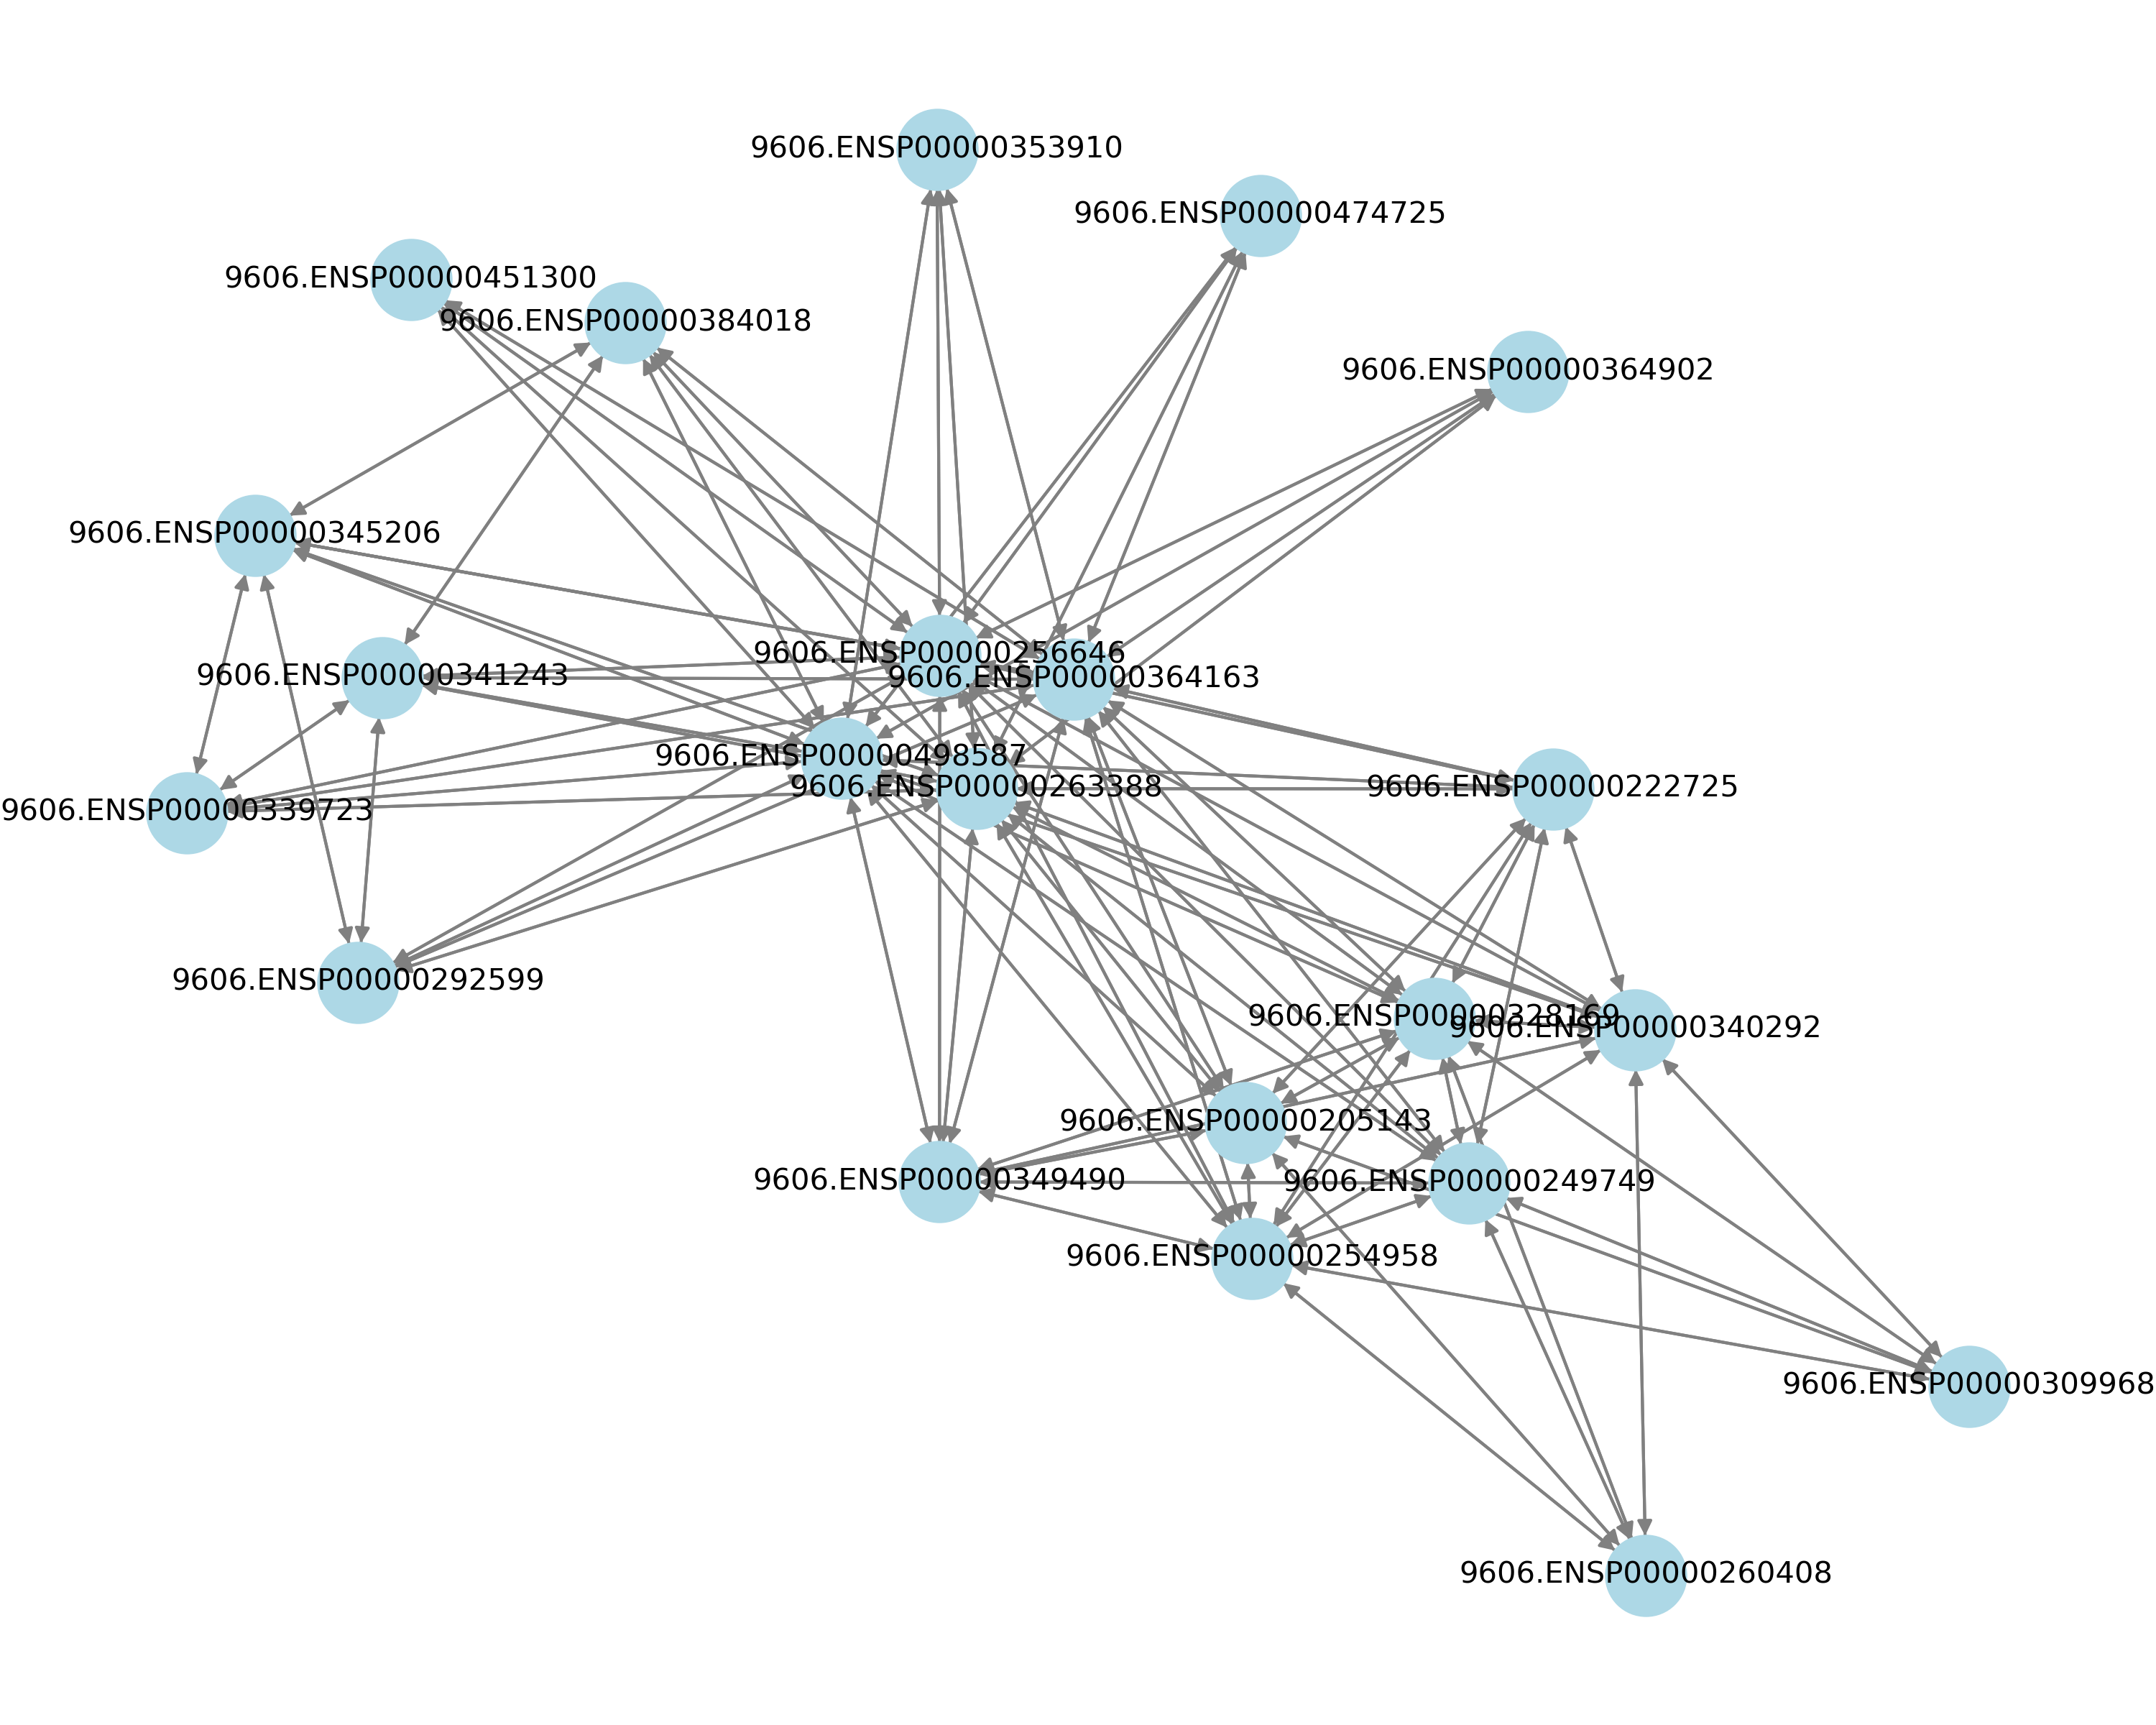 9606.ENSP00000353910
9606.ENSP00000474725
9606.ENSP00000451300
9606.ENSP00000384018
9606.ENSP00000364902
9606.ENSP00000345206
9606.ENSP00000256646
9606.ENSP00000341243
9606.ENSP00000364163
9606.ENSP00000498587
9606.ENSP00000263388
9606.ENSP00000222725
9606.ENSP00000339723
9606.ENSP00000292599
9606.ENSP00000328169
9606.ENSP00000340292
9606.ENSP00000205143
9606.ENSP00000349490
9606.ENSP00000249749
9606.ENSP00000254958
9606.ENSP00000309968
9606.ENSP00000260408